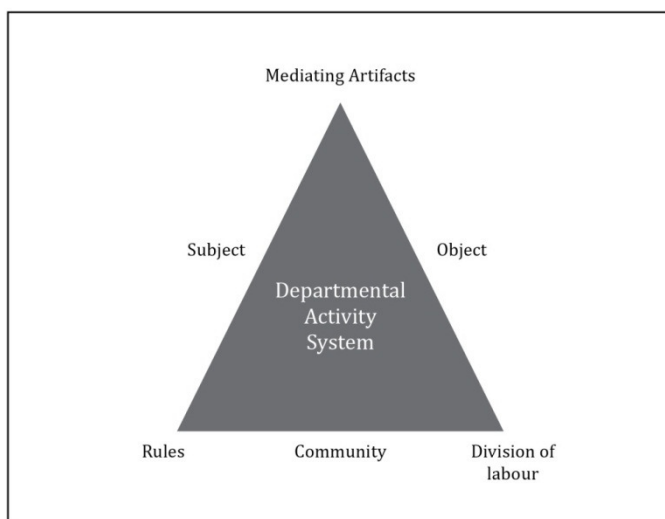 Mediating Artifacts
Subject
Object
Departmental
Activity
System
Rules
Community
Division of
labour